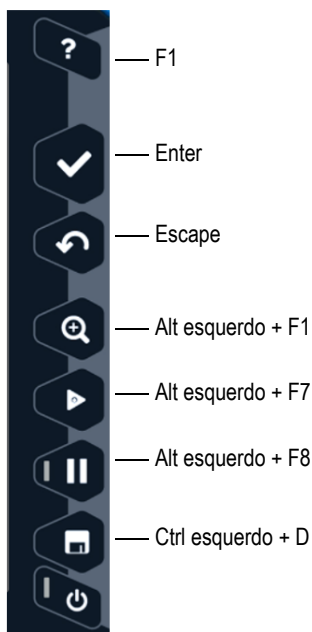 ?
F1
Enter
Escape
Alt esquerdo + F1
Alt esquerdo + F7
Alt esquerdo + F8
Ctrl esquerdo + D